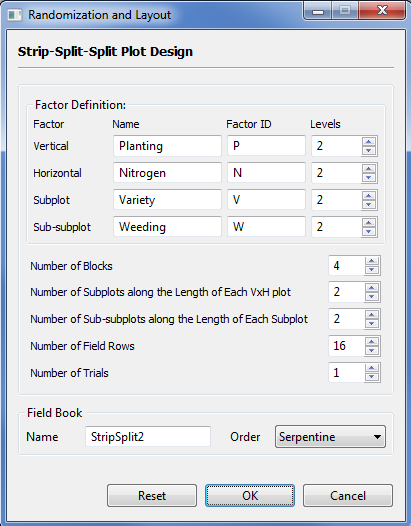 Randomization and Layout
Strip-Split-Split Plot Design
Factor Definition:
Factor Name Factor ID Levels
Vertical Planting P 2
Horizontal Nitrogen N 2
Subplot Variety V 2
Sub-subplot Weeding W 2
Number of Blocks 4
Number of Subplots along the Length of Each VxH plot 2
Number of Sub-subplots along the Length of Each Subplot 2
Number of Field Rows 16
Number of Trials 1
Field Book
Name StripSplit2 Order Serpentine
Reset OK Cancel